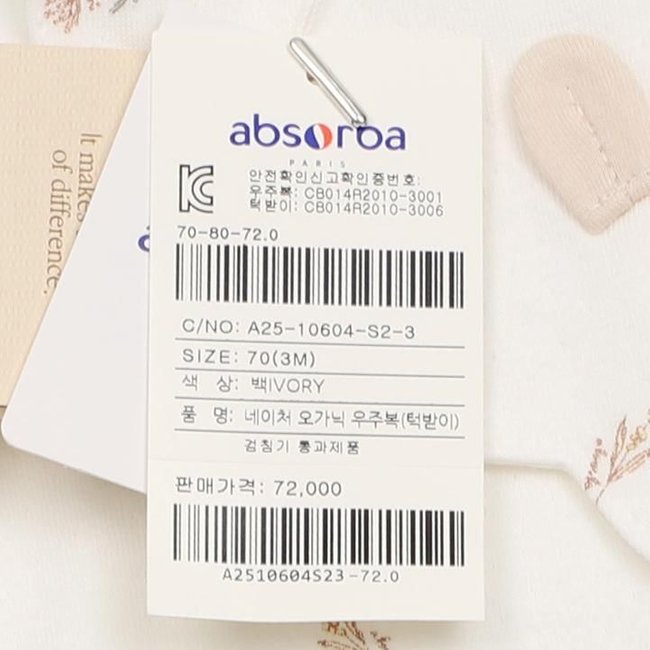 It makes
of difference.
absorba
PARIS
안전확인신고확인증번호:
우주복: CB014R2010-3001
턱받이: CB014R2010-3006
70-80-72.0
C/NO: A25-10604-S2-3
SIZE: 70(3M)
색 상: 백IVORY
품 명: 네이처 오가닉 우주복(턱받이)
검침기 통과제품
판매가격: 72,000
A2510604S23-72.0